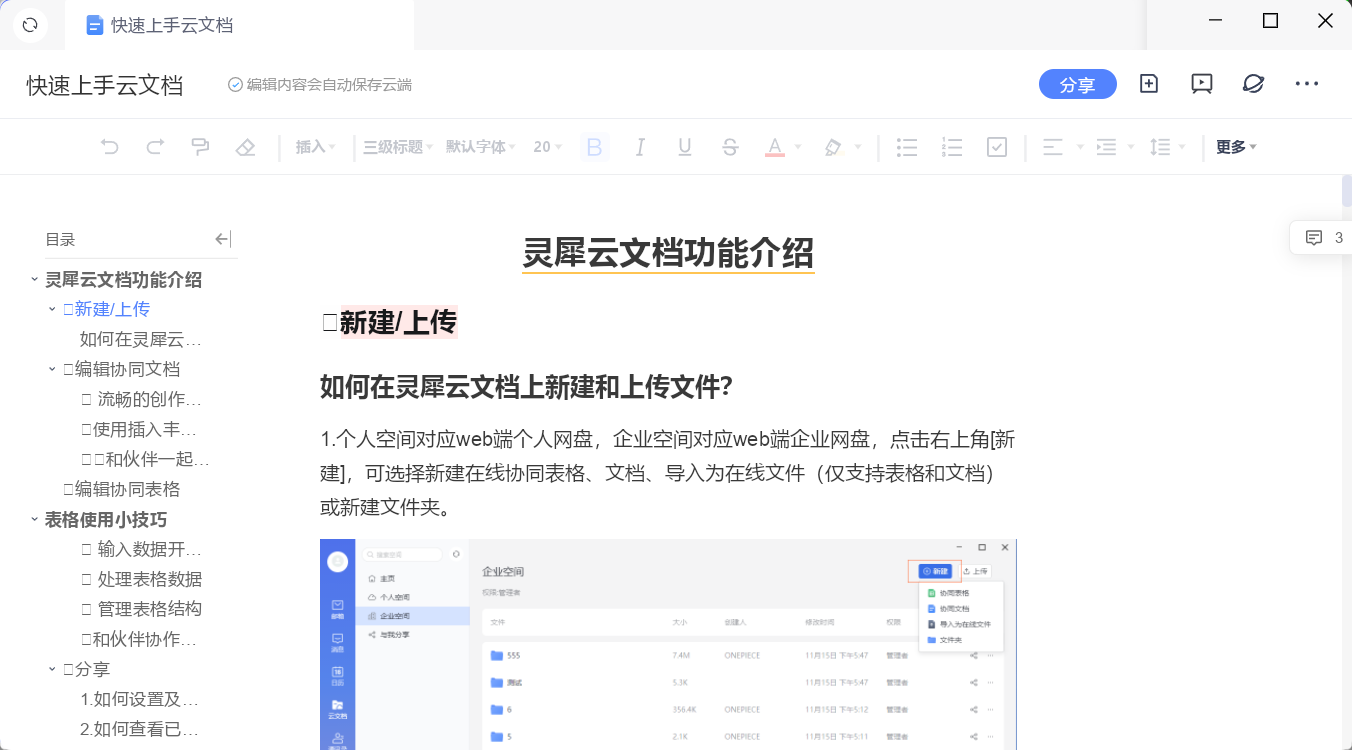 快速上手云文档
快速上手云文档
编辑内容会自动保存云端
分享
插入
三级标题
默认字体
20
B
I
U
S
A
更多
目录
灵犀云文档功能介绍
新建/上传
如何在灵犀云…
编辑协同文档
流畅的创作…
使用插入丰…
和伙伴一起…
编辑协同表格
表格使用小技巧
输入数据开…
处理表格数据
管理表格结构
和伙伴协作…
分享
1.如何设置及…
2.如何查看已…
3
灵犀云文档功能介绍
新建/上传
如何在灵犀云文档上新建和上传文件?
1.个人空间对应web端个人网盘，企业空间对应web端企业网盘，点击右上角[新
建]，可选择新建在线协同表格、文档、导入为在线文件（仅支持表格和文档）
或新建文件夹。
主页
个人空间
企业空间
与我分享
邮箱
消息
日历
云文档
企业空间
权限:管理者
新建
上传
协同表格
协同文档
导入为在线文件
文件夹
文件 大小 创建人 修改时间 权限
555 7.4M ONEPIECE 11月15日 下午5:47 管理者
测试 5.3K 11月15日 下午5:47 管理者
6 356.4K ONEPIECE 11月15日 下午5:12 管理者
5 2.1K ONEPIECE 11月15日 下午5:11 管理者